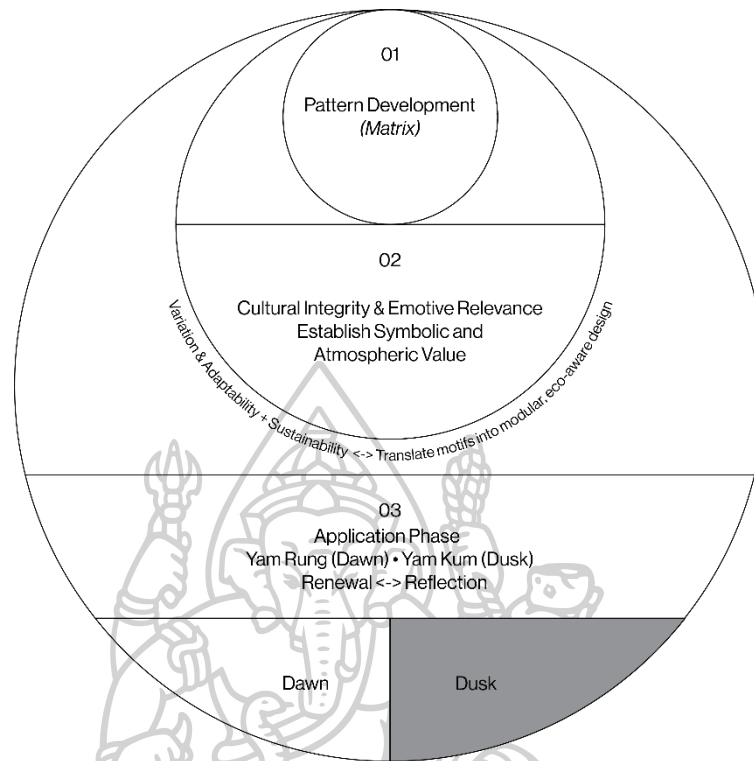 01
Pattern Development
(Matrix)
02
Cultural Integrity & Emotive Relevance
Establish Symbolic and
Atmospheric Value
Variation & Adaptability + Sustainability <-> Translate motifs into modular, eco-aware design
03
Application Phase
Yam Rung (Dawn) • Yam Kum (Dusk)
Renewal <-> Reflection
Dawn
Dusk